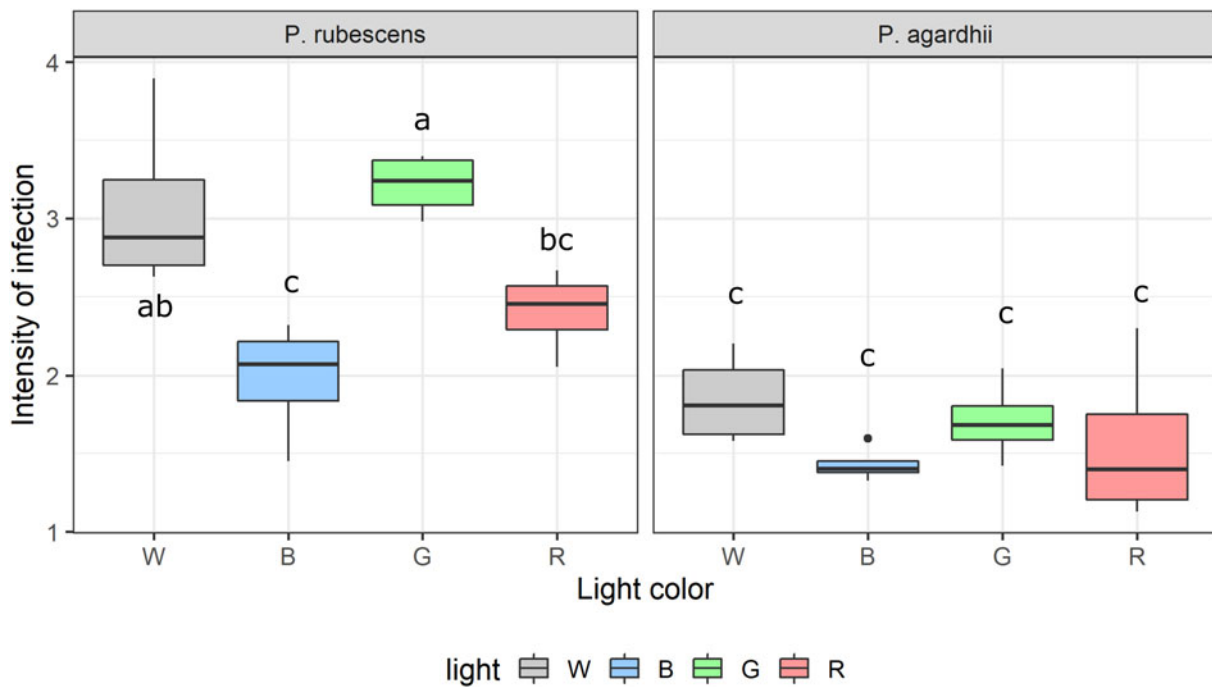 P. rubescens P. agardhii
4
3
2
1
Intensity of infection
ab
c
a
bc
c
c
c
c
W B G R W B G R
Light color
light W B G R